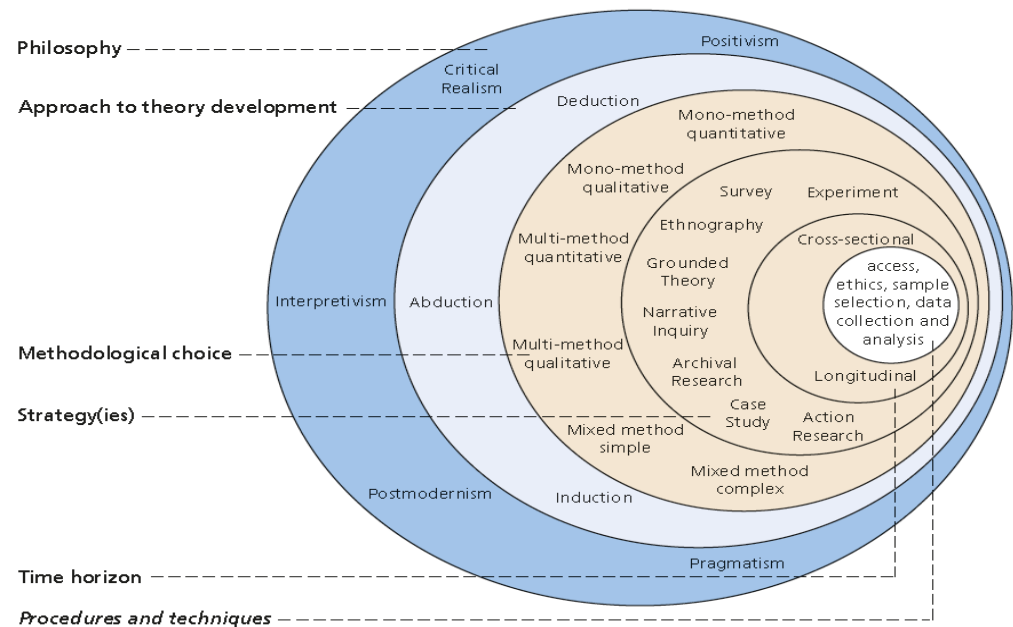 Philosophy
Positivism
Critical
Realism
Approach to theory development
Deduction
Mono-method
quantitative
Mono-method
qualitative
Survey
Experiment
Ethnography
Multi-method
quantitative
Cross-sectional
Grounded
Theory
access,
ethics, sample
selection, data
collection and
analysis
Interpretivism
Abduction
Narrative
Inquiry
Methodological choice
Multi-method
qualitative
Archival
Research
Longitudinal
Strategy(ies)
Case
Study
Action
Research
Mixed method
simple
Mixed method
complex
Postmodernism
Induction
Pragmatism
Time horizon
Procedures and techniques